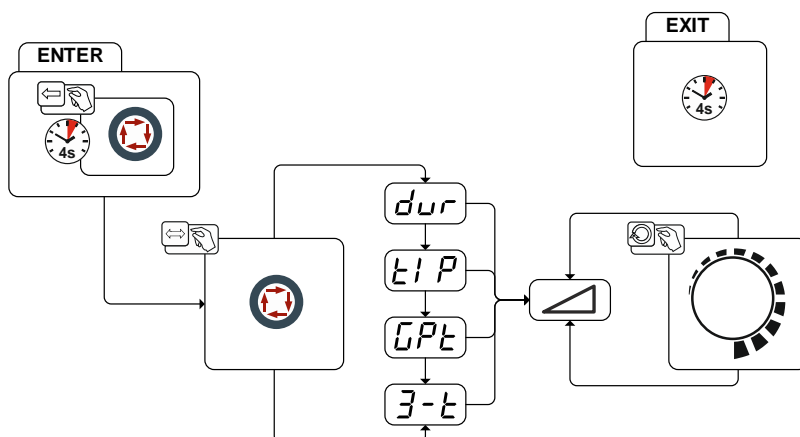 EXIT
ENTER
4s
4s
dur
tIP
GPt
3-t